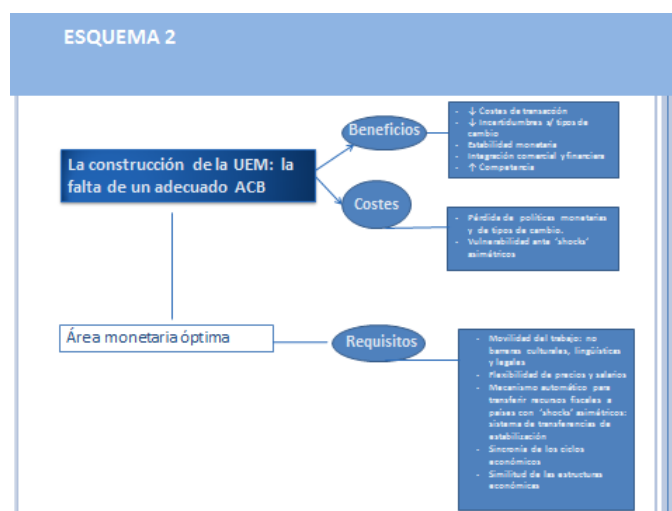 ESQUEMA 2
La construcción de la UEM: la
falta de un adecuado ACB
Beneficios
- ↓ Costes de transacción
- ↓ Incertidumbres s/ tipos de
cambio
- Estabilidad monetaria
- Integración comercial y financiera
- ↑ Competencia
Costes
- Pérdida de políticas monetarias
y de tipos de cambio.
- Vulnerabilidad ante 'shocks'
asimétricos
Área monetaria óptima
Requisitos
- Movilidad del trabajo: no
barreras culturales, lingüísticas
y legales
- Flexibilidad de precios y salarios
- Mecanismo automático para
transferir recursos fiscales a
países con 'shocks' asimétricos:
sistema de transferencias de
estabilización
- Sincronía de los ciclos
económicos
- Similitud de las estructuras
económicas